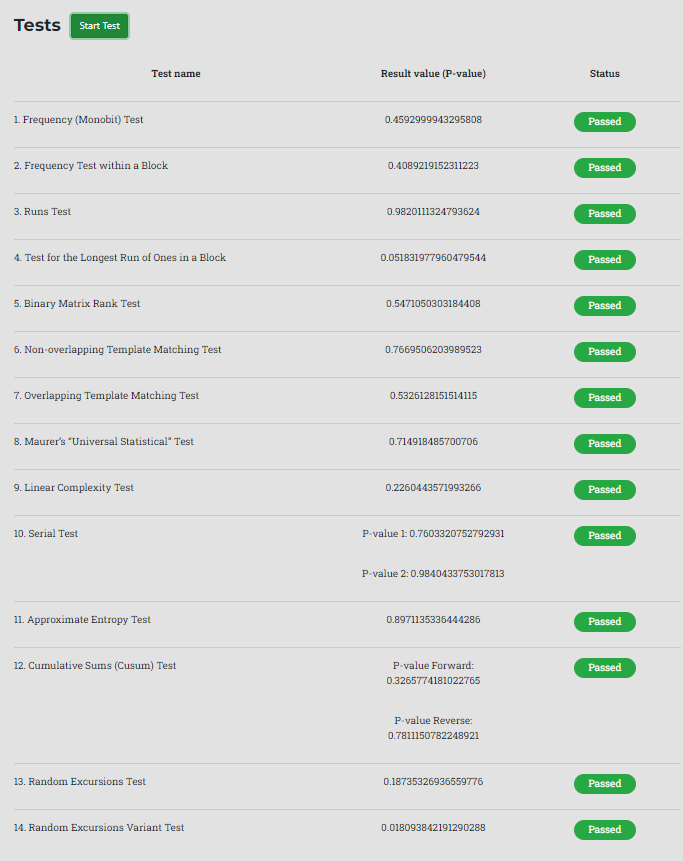 Tests Start Test
Test name Result value (P-value) Status
1. Frequency (Monobit) Test 0.4592999943295808 Passed
2. Frequency Test within a Block 0.4089219152311223 Passed
3. Runs Test 0.9820111324793624 Passed
4. Test for the Longest Run of Ones in a Block 0.051831977960479544 Passed
5. Binary Matrix Rank Test 0.5471050303184408 Passed
6. Non-overlapping Template Matching Test 0.7669506203989523 Passed
7. Overlapping Template Matching Test 0.5326128151514115 Passed
8. Maurer's "Universal Statistical" Test 0.714918485700706 Passed
9. Linear Complexity Test 0.2260443571993266 Passed
10. Serial Test P-value 1: 0.7603320752792931 Passed
P-value 2: 0.9840433753017813
11. Approximate Entropy Test 0.8971135336444286 Passed
12. Cumulative Sums (Cusum) Test P-value Forward: Passed
0.3265774181022765
P-value Reverse:
0.7811150782248921
13. Random Excursions Test 0.18735326936559776 Passed
14. Random Excursions Variant Test 0.018093842191290288 Passed